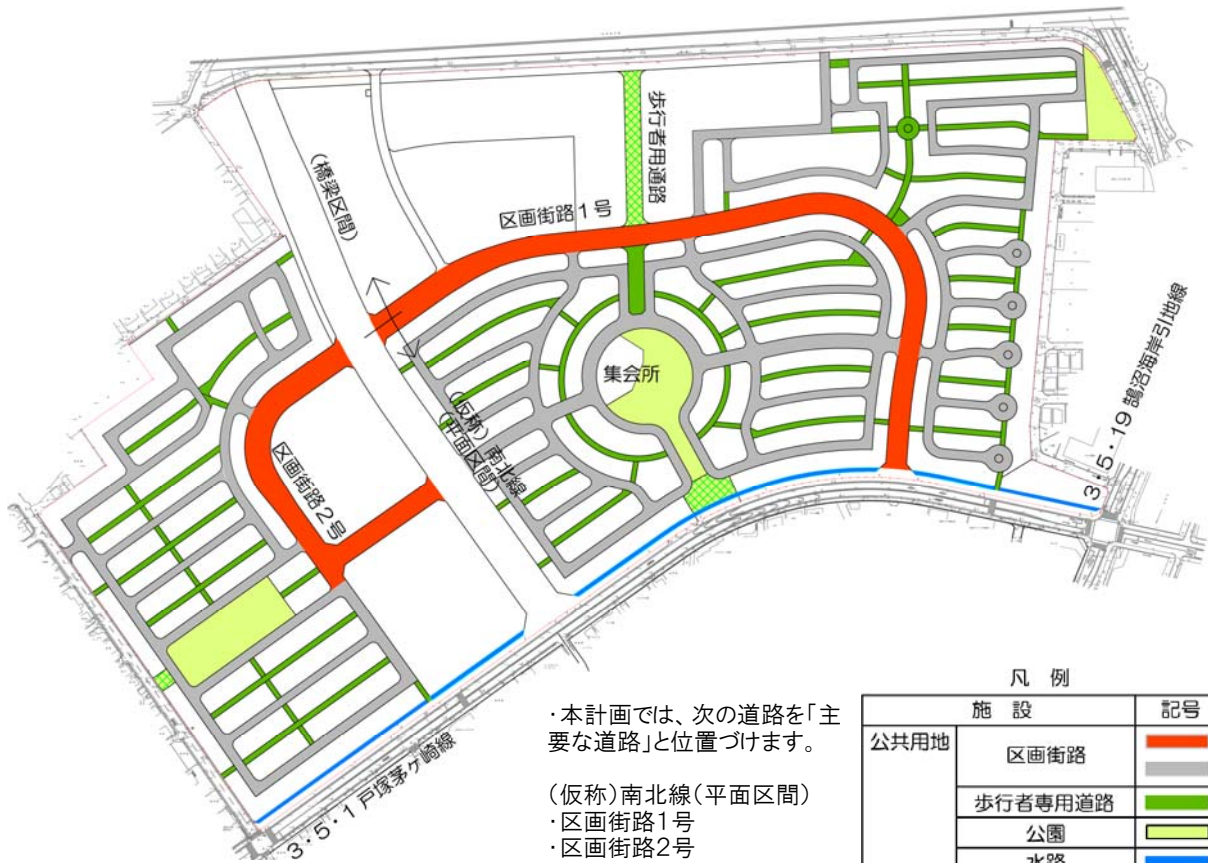 歩行者用通路
(橋梁区間)
区画街路1号
集会所
(仮称)南北線
(平面区間)
区画街路2号
3・5・19 鵠沼海岸引地線
3・5・1 戸塚茅ケ崎線
・本計画では、次の道路を「主
要な道路」と位置づけます。
(仮称)南北線(平面区間)
・区画街路1号
・区画街路2号
凡 例
施 設 記号
公共用地 区画街路
歩行者専用道路
公園
水路